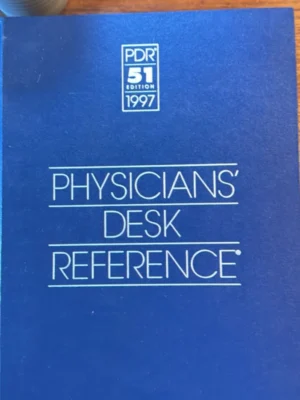 PDR®
51
EDITION
1997
PHYSICIANS'
DESK
REFERENCE®